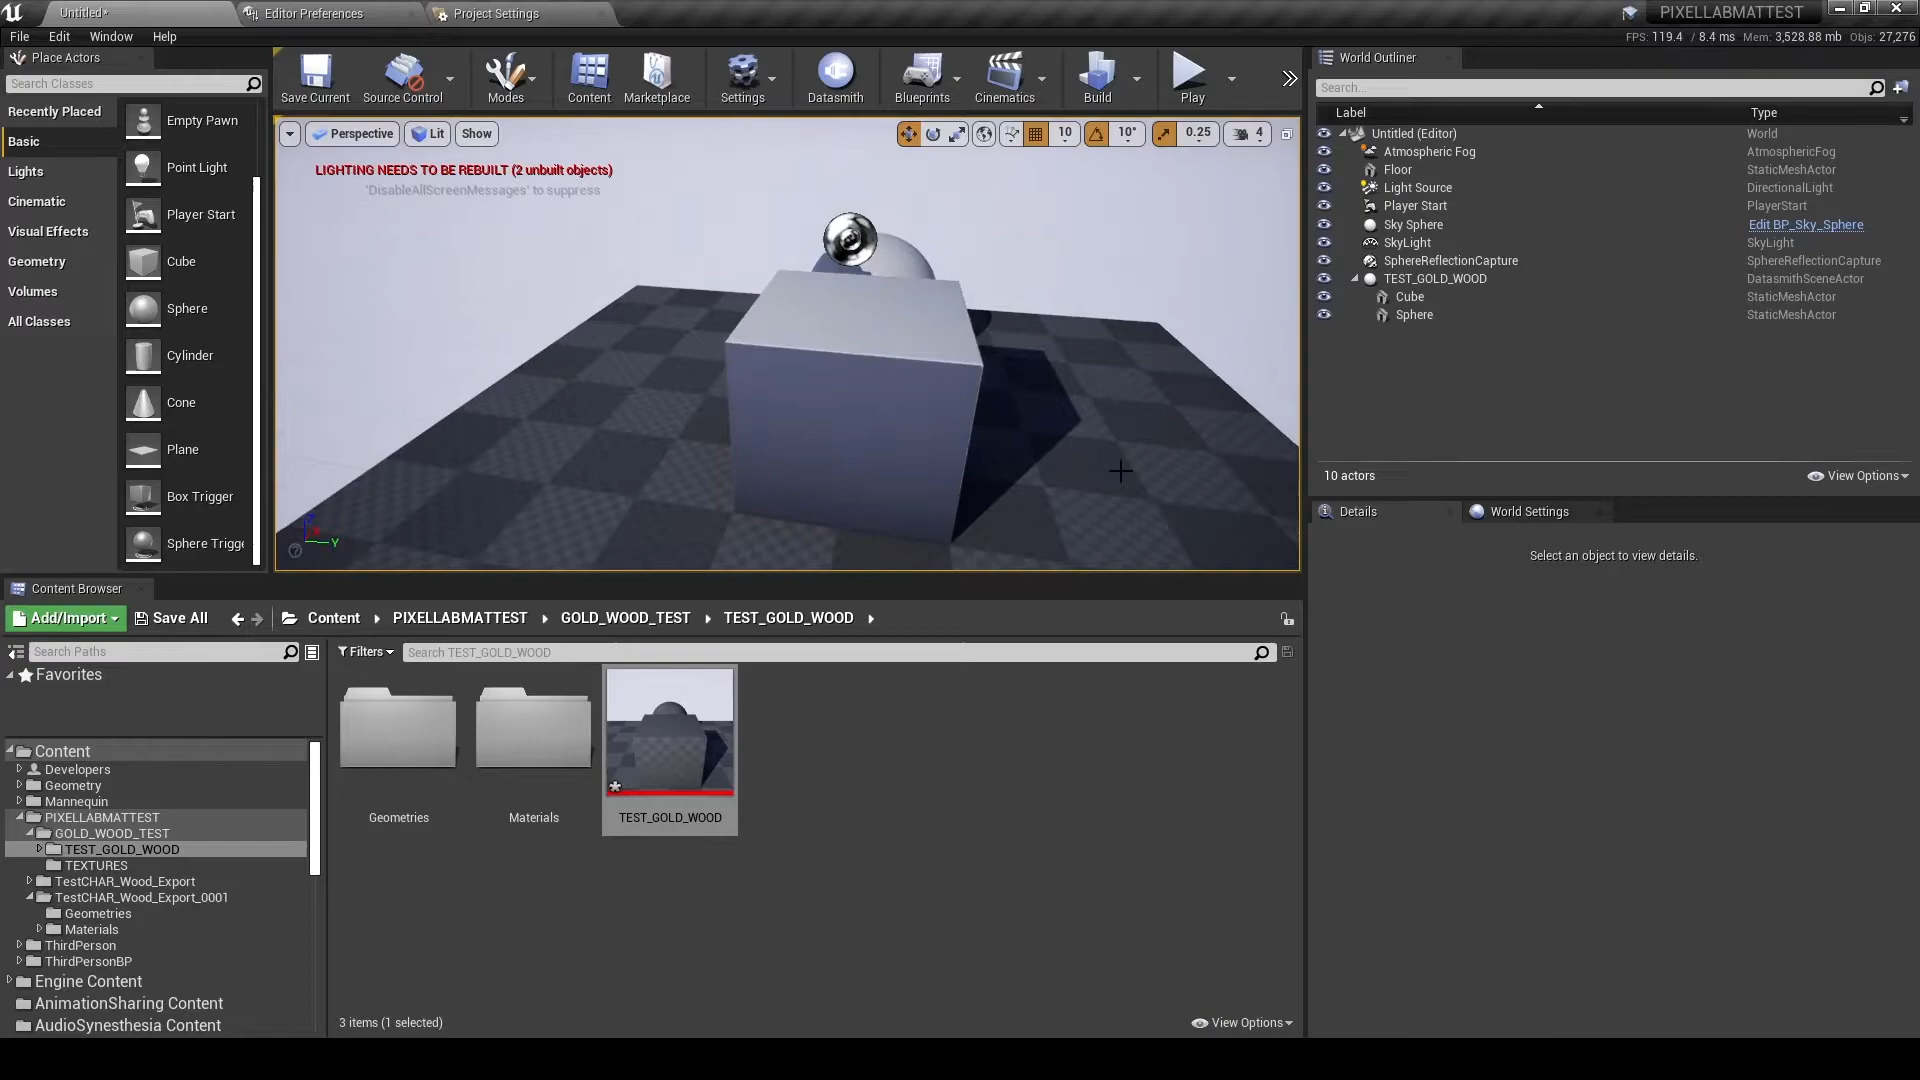 Untitled*
Editor Preferences
Project Settings
PIXELLABMATTEST
File Edit Window Help
FPS: 119.4 / 8.4 ms Mem: 3,528.88 mb Objs: 27,276
Place Actors
Search Classes
Recently Placed
Basic
Lights
Cinematic
Visual Effects
Geometry
Volumes
All Classes
Empty Pawn
Point Light
Player Start
Cube
Sphere
Cylinder
Cone
Plane
Box Trigger
Sphere Trigge
Save Current
Source Control
Modes
Content
Marketplace
Settings
Datasmith
Blueprints
Cinematics
Build
Play
Perspective
Lit
Show
10
10°
0.25
4
LIGHTING NEEDS TO BE REBUILT (2 unbuilt objects)
'DisableAllScreenMessages' to suppress
Z
X
Y
World Outliner
Search...
Label Type
Untitled (Editor) World
Atmospheric Fog AtmosphericFog
Floor StaticMeshActor
Light Source DirectionalLight
Player Start PlayerStart
Sky Sphere Edit BP_Sky_Sphere
SkyLight SkyLight
SphereReflectionCapture SphereReflectionCapture
TEST_GOLD_WOOD DatasmithSceneActor
Cube StaticMeshActor
Sphere StaticMeshActor
10 actors
View Options
Details
World Settings
Select an object to view details.
Content Browser
Add/Import
Save All
Content
PIXELLABMATTEST
GOLD_WOOD_TEST
TEST_GOLD_WOOD
Search Paths
Favorites
Content
Developers
Geometry
Mannequin
PIXELLABMATTEST
GOLD_WOOD_TEST
TEST_GOLD_WOOD
TEXTURES
TestCHAR_Wood_Export
TestCHAR_Wood_Export_0001
Geometries
Materials
ThirdPerson
ThirdPersonBP
Engine Content
AnimationSharing Content
AudioSynesthesia Content
Filters
Search TEST_GOLD_WOOD
Geometries
Materials
TEST_GOLD_WOOD
3 items (1 selected)
View Options